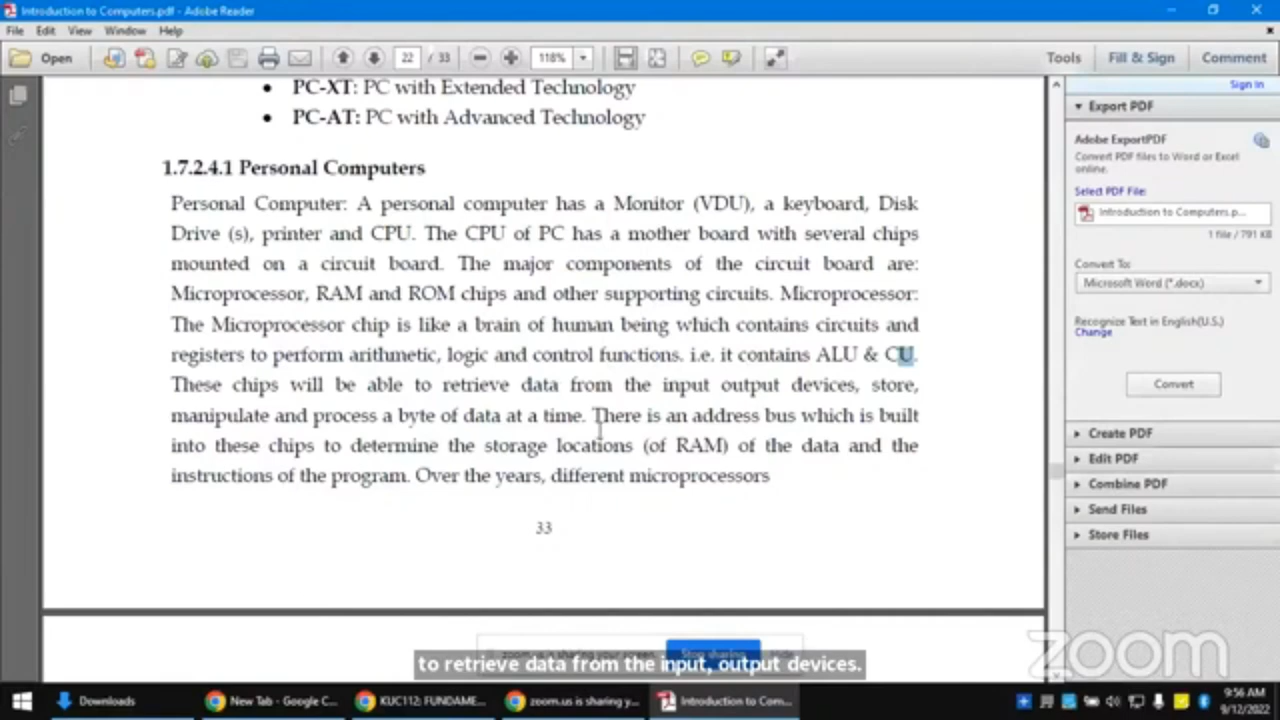 Introduction to Computers.pdf - Adobe Reader
File Edit View Window Help
Open 22 / 33 118% Tools Fill & Sign Comment
PC-XT: PC with Extended Technology
PC-AT: PC with Advanced Technology
1.7.2.4.1 Personal Computers
Personal Computer: A personal computer has a Monitor (VDU), a keyboard, Disk
Drive (s), printer and CPU. The CPU of PC has a mother board with several chips
mounted on a circuit board. The major components of the circuit board are:
Microprocessor, RAM and ROM chips and other supporting circuits. Microprocessor:
The Microprocessor chip is like a brain of human being which contains circuits and
registers to perform arithmetic, logic and control functions. i.e. it contains ALU & CU.
These chips will be able to retrieve data from the input output devices, store,
manipulate and process a byte of data at a time. There is an address bus which is built
into these chips to determine the storage locations (of RAM) of the data and the
instructions of the program. Over the years, different microprocessors
33
Sign In
Export PDF
Adobe ExportPDF
Convert PDF files to Word or Excel
online.
Select PDF File:
Introduction to Computers.p...
1 file / 791 KB
Convert To:
Microsoft Word (*.docx)
Recognize Text in English(U.S.)
Change
Convert
Create PDF
Edit PDF
Combine PDF
Send Files
Store Files
zoom.us is sharing your screen. Stop sharing Hide
to retrieve data from the input, output devices.
zoom
Downloads New Tab - Google C... KUC112: FUNDAME... zoom.us is sharing y... Introduction to Com...
9:56 AM
9/12/2022